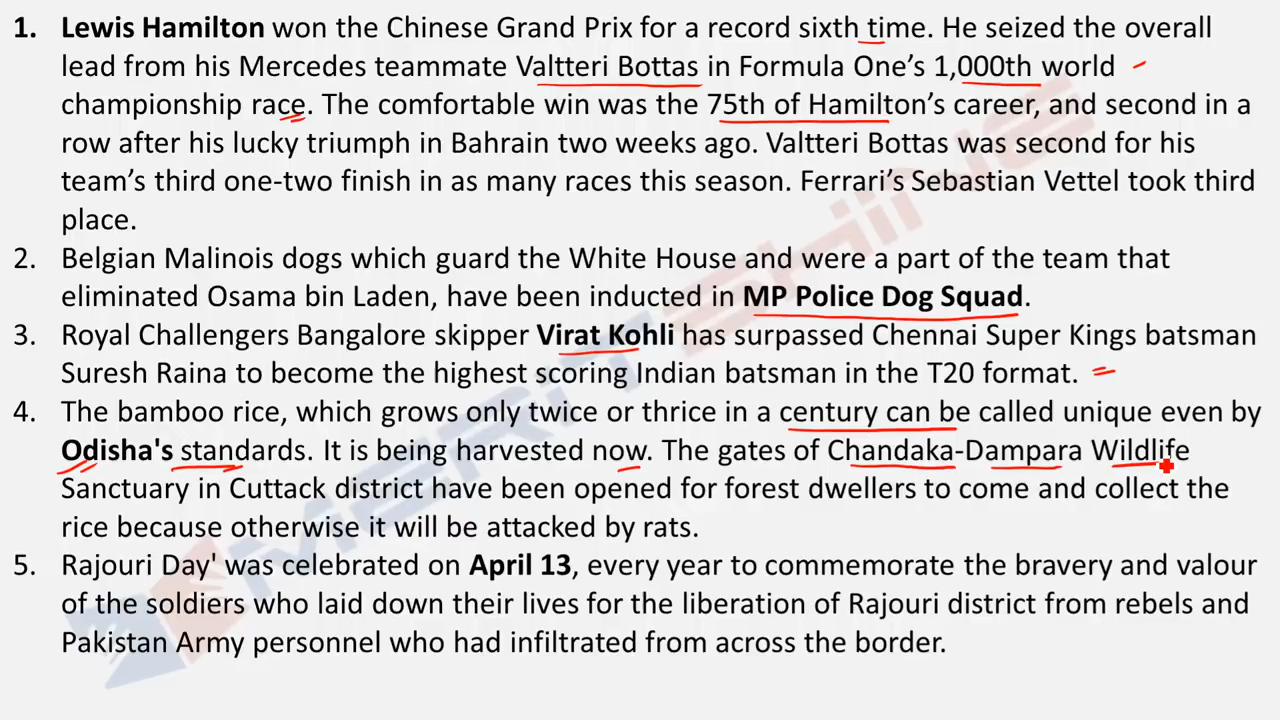 1. Lewis Hamilton won the Chinese Grand Prix for a record sixth time. He seized the overall
lead from his Mercedes teammate Valtteri Bottas in Formula One’s 1,000th world
championship race. The comfortable win was the 75th of Hamilton’s career, and second in a
row after his lucky triumph in Bahrain two weeks ago. Valtteri Bottas was second for his
team’s third one-two finish in as many races this season. Ferrari’s Sebastian Vettel took third
place.
2. Belgian Malinois dogs which guard the White House and were a part of the team that
eliminated Osama bin Laden, have been inducted in MP Police Dog Squad.
3. Royal Challengers Bangalore skipper Virat Kohli has surpassed Chennai Super Kings batsman
Suresh Raina to become the highest scoring Indian batsman in the T20 format.
4. The bamboo rice, which grows only twice or thrice in a century can be called unique even by
Odisha's standards. It is being harvested now. The gates of Chandaka-Dampara Wildlife
Sanctuary in Cuttack district have been opened for forest dwellers to come and collect the
rice because otherwise it will be attacked by rats.
5. Rajouri Day' was celebrated on April 13, every year to commemorate the bravery and valour
of the soldiers who laid down their lives for the liberation of Rajouri district from rebels and
Pakistan Army personnel who had infiltrated from across the border.
MERIT SHINE